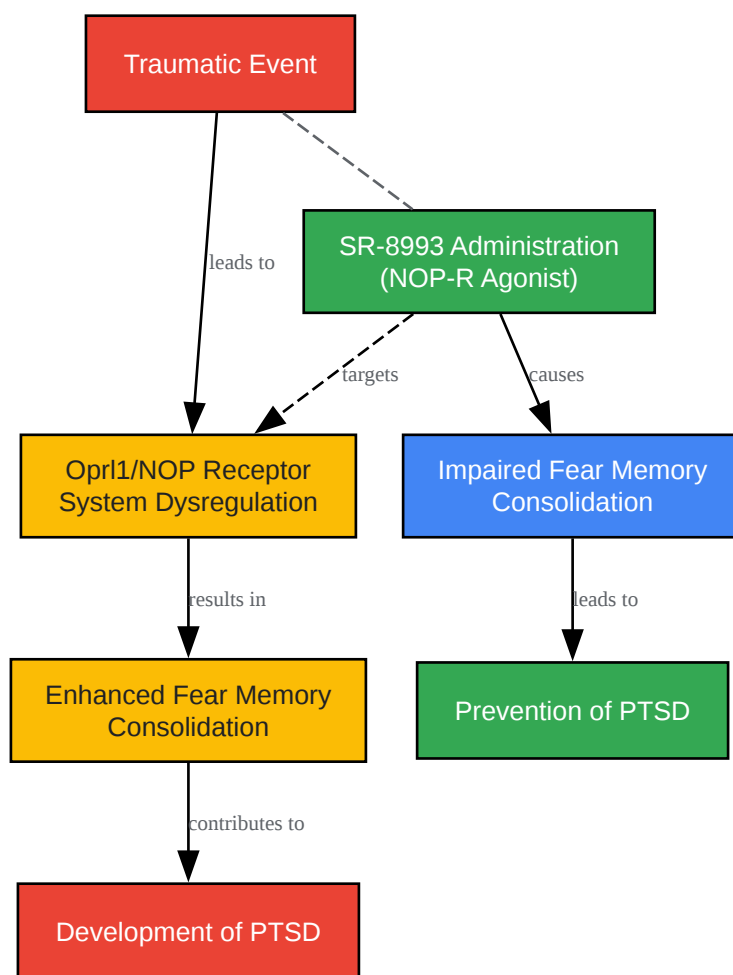 Traumatic Event
SR-8993 Administration
(NOP-R Agonist)
leads to
targets
causes
Oprl1/NOP Receptor
System Dysregulation
Impaired Fear Memory
Consolidation
results in
leads to
Enhanced Fear Memory
Consolidation
Prevention of PTSD
contributes to
Development of PTSD